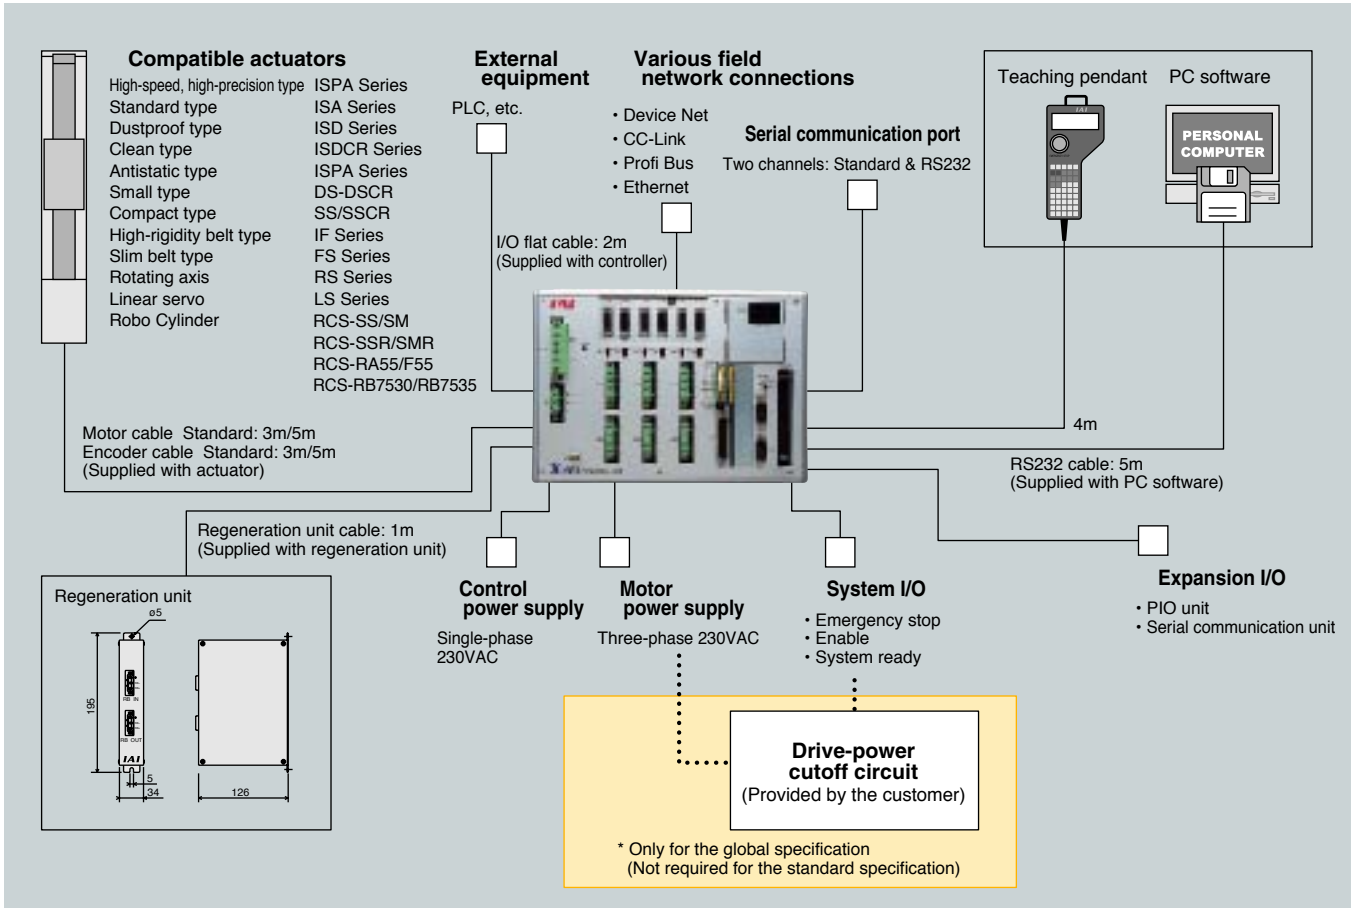 Compatible actuators
High-speed, high-precision type ISPA Series
Standard type ISA Series
Dustproof type ISD Series
Clean type ISDCR Series
Antistatic type ISPA Series
Small type DS-DSCR
Compact type SS/SSCR
High-rigidity belt type IF Series
Slim belt type FS Series
Rotating axis RS Series
Linear servo LS Series
Robo Cylinder RCS-SS/SM
RCS-SSR/SMR
RCS-RA55/F55
RCS-RB7530/RB7535
External
equipment
PLC, etc.
Various field
network connections
• Device Net
• CC-Link
• Profi Bus
• Ethernet
Serial communication port
Two channels: Standard & RS232
Teaching pendant
PC software
IAI
PERSONAL
COMPUTER
I/O flat cable: 2m
(Supplied with controller)
Motor cable Standard: 3m/5m
Encoder cable Standard: 3m/5m
(Supplied with actuator)
4m
RS232 cable: 5m
(Supplied with PC software)
Regeneration unit cable: 1m
(Supplied with regeneration unit)
Regeneration unit
ø5
195
RB IN
RB OUT
IAI
5
34
126
Control
power supply
Single-phase
230VAC
Motor
power supply
Three-phase 230VAC
System I/O
• Emergency stop
• Enable
• System ready
Expansion I/O
• PIO unit
• Serial communication unit
Drive-power
cutoff circuit
(Provided by the customer)
* Only for the global specification
(Not required for the standard specification)